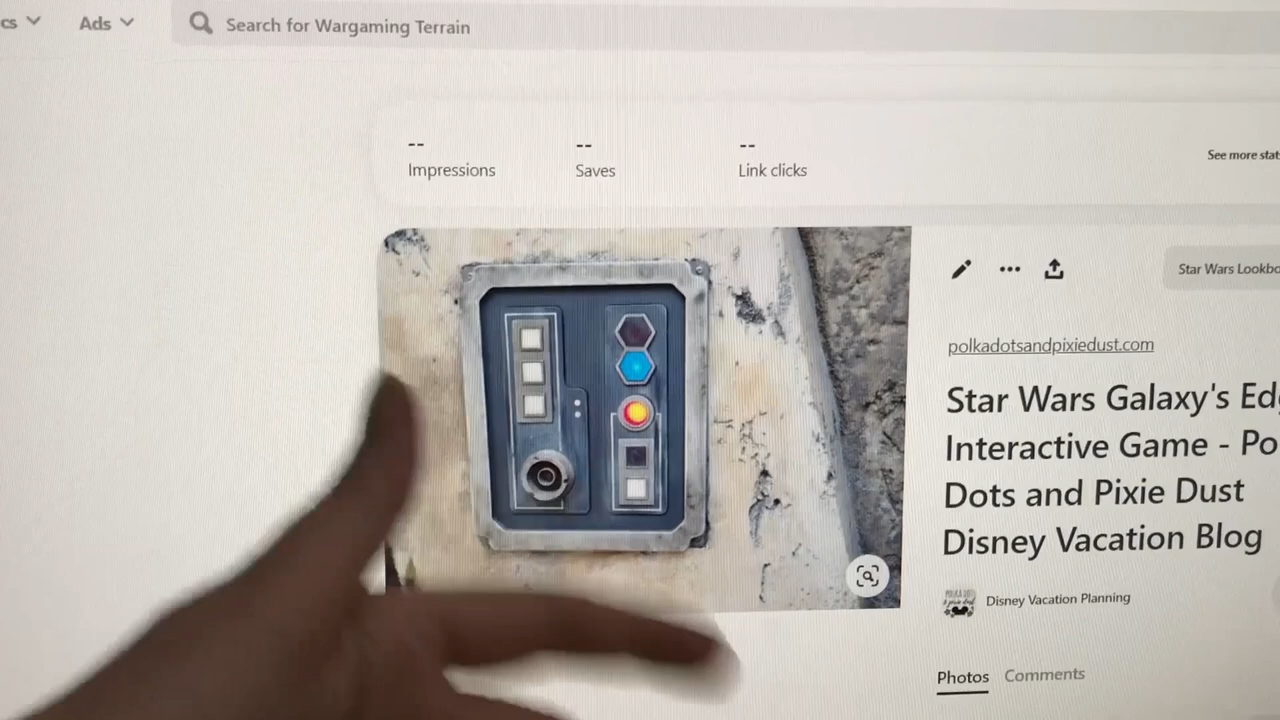 cs
Ads
Search for Wargaming Terrain
--
Impressions
--
Saves
--
Link clicks
See more stat
Star Wars Lookbo
polkadotsandpixiedust.com
Star Wars Galaxy's Ed
Interactive Game - Po
Dots and Pixie Dust
Disney Vacation Blog
Disney Vacation Planning
Photos
Comments